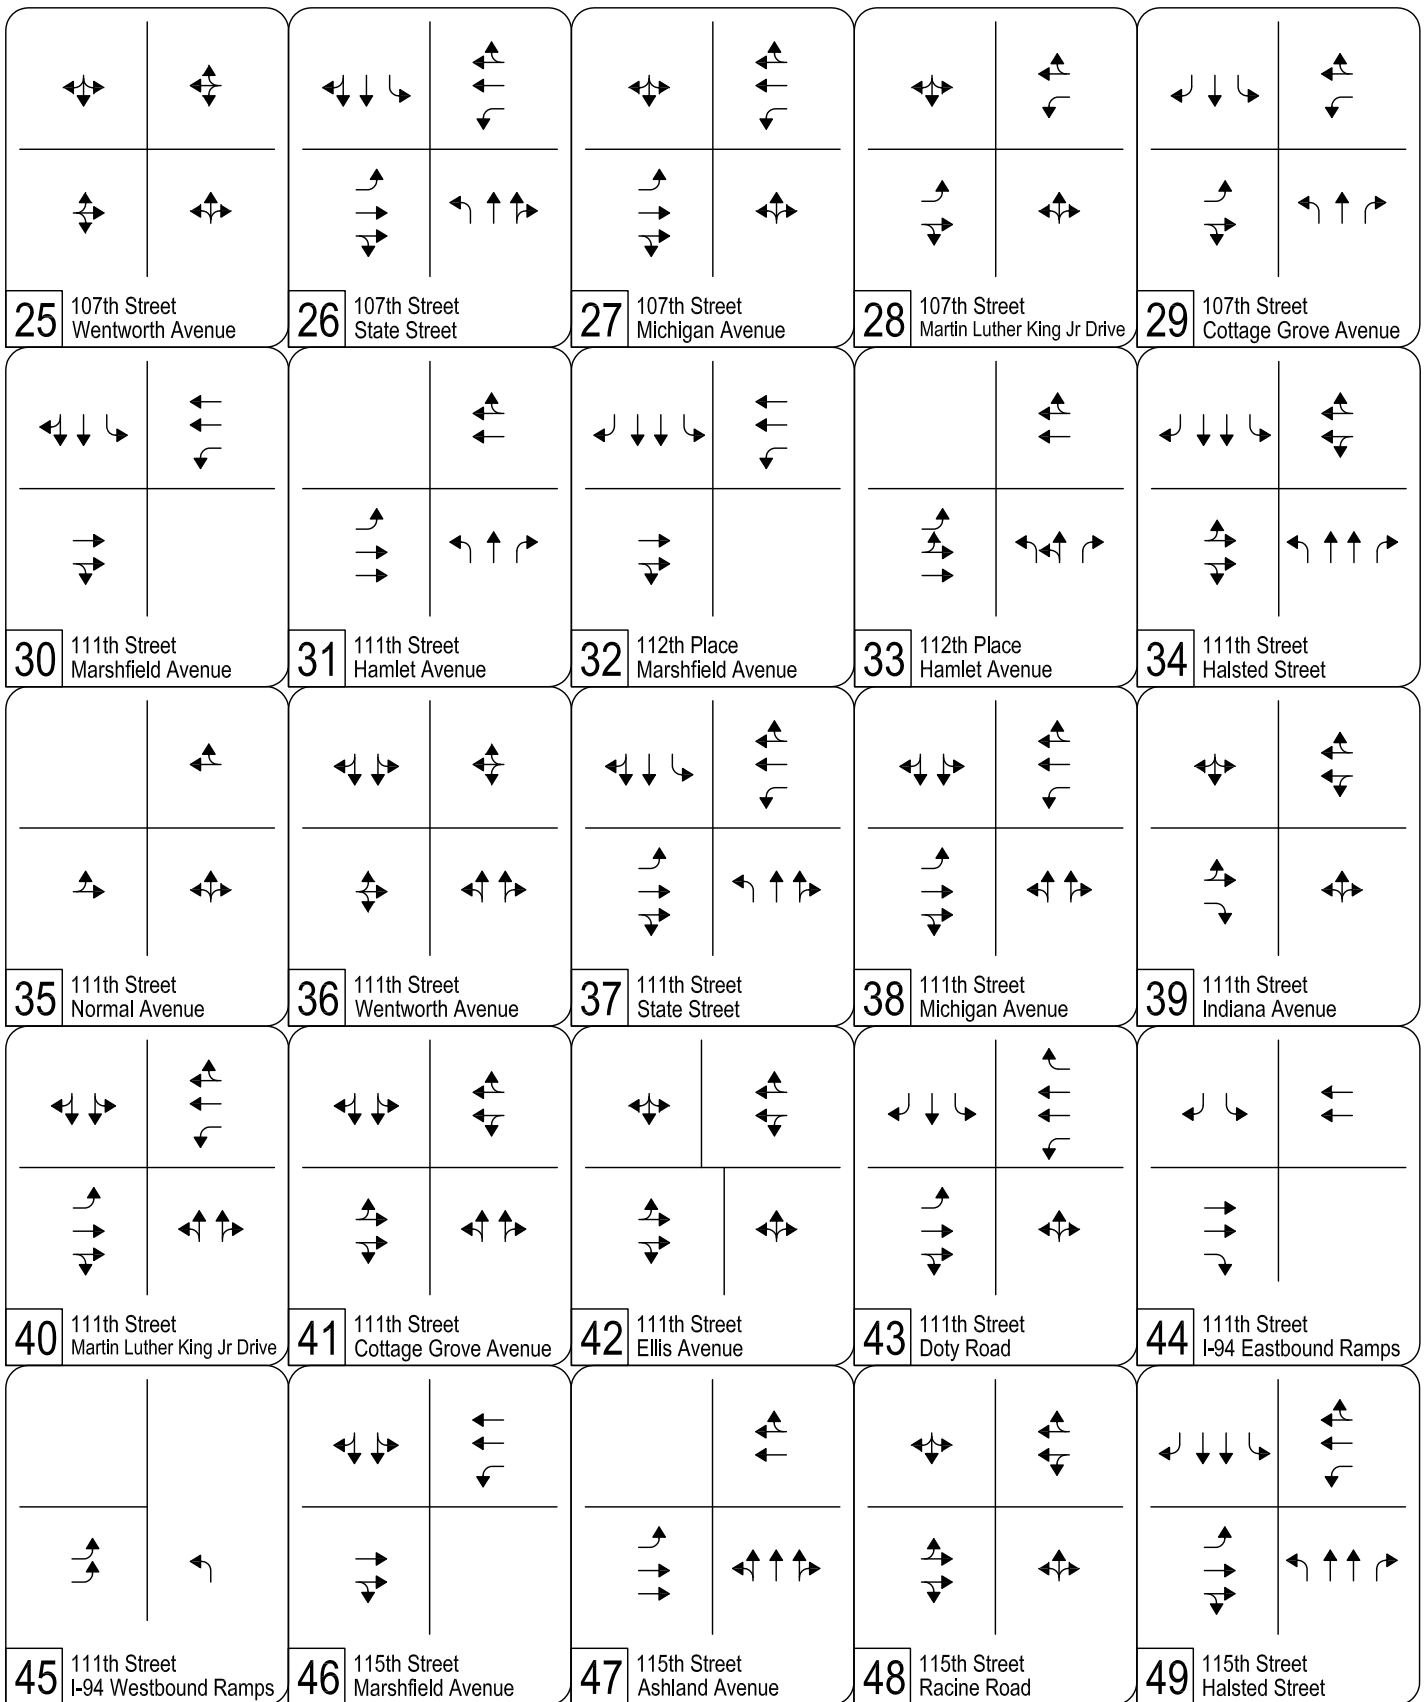 25 107th Street
Wentworth Avenue
26 107th Street
State Street
27 107th Street
Michigan Avenue
28 107th Street
Martin Luther King Jr Drive
29 107th Street
Cottage Grove Avenue
30 111th Street
Marshfield Avenue
31 111th Street
Hamlet Avenue
32 112th Place
Marshfield Avenue
33 112th Place
Hamlet Avenue
34 111th Street
Halsted Street
35 111th Street
Normal Avenue
36 111th Street
Wentworth Avenue
37 111th Street
State Street
38 111th Street
Michigan Avenue
39 111th Street
Indiana Avenue
40 111th Street
Martin Luther King Jr Drive
41 111th Street
Cottage Grove Avenue
42 111th Street
Ellis Avenue
43 111th Street
Doty Road
44 111th Street
I-94 Eastbound Ramps
45 111th Street
I-94 Westbound Ramps
46 115th Street
Marshfield Avenue
47 115th Street
Ashland Avenue
48 115th Street
Racine Road
49 115th Street
Halsted Street